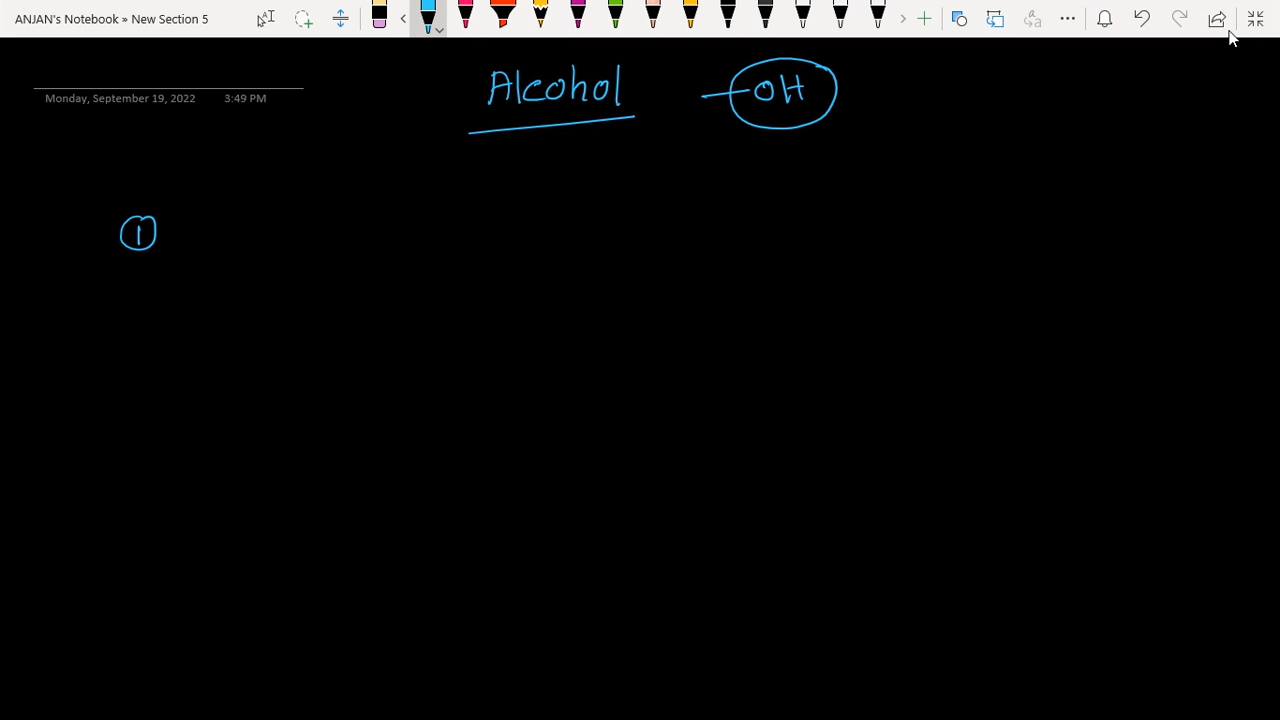 ANJAN's Notebook » New Section 5
Alcohol –OH
Monday, September 19, 2022 3:49 PM
1